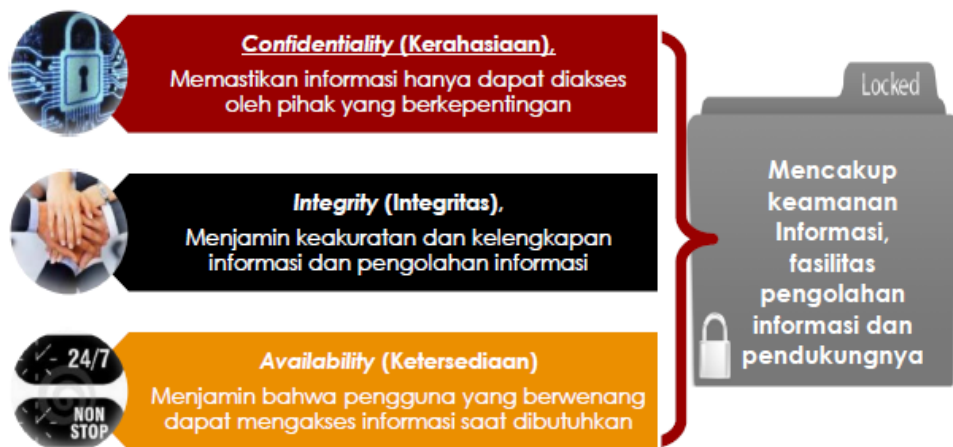 Confidentiality (Kerahasiaan),
Memastikan informasi hanya dapat diakses
oleh pihak yang berkepentingan
Integrity (Integritas),
Menjamin keakuratan dan kelengkapan
informasi dan pengolahan informasi
24/7
NON
STOP
Availability (Ketersediaan)
Menjamin bahwa pengguna yang berwenang
dapat mengakses informasi saat dibutuhkan
Locked
Mencakup
keamanan
Informasi,
fasilitas
pengolahan
informasi dan
pendukungnya